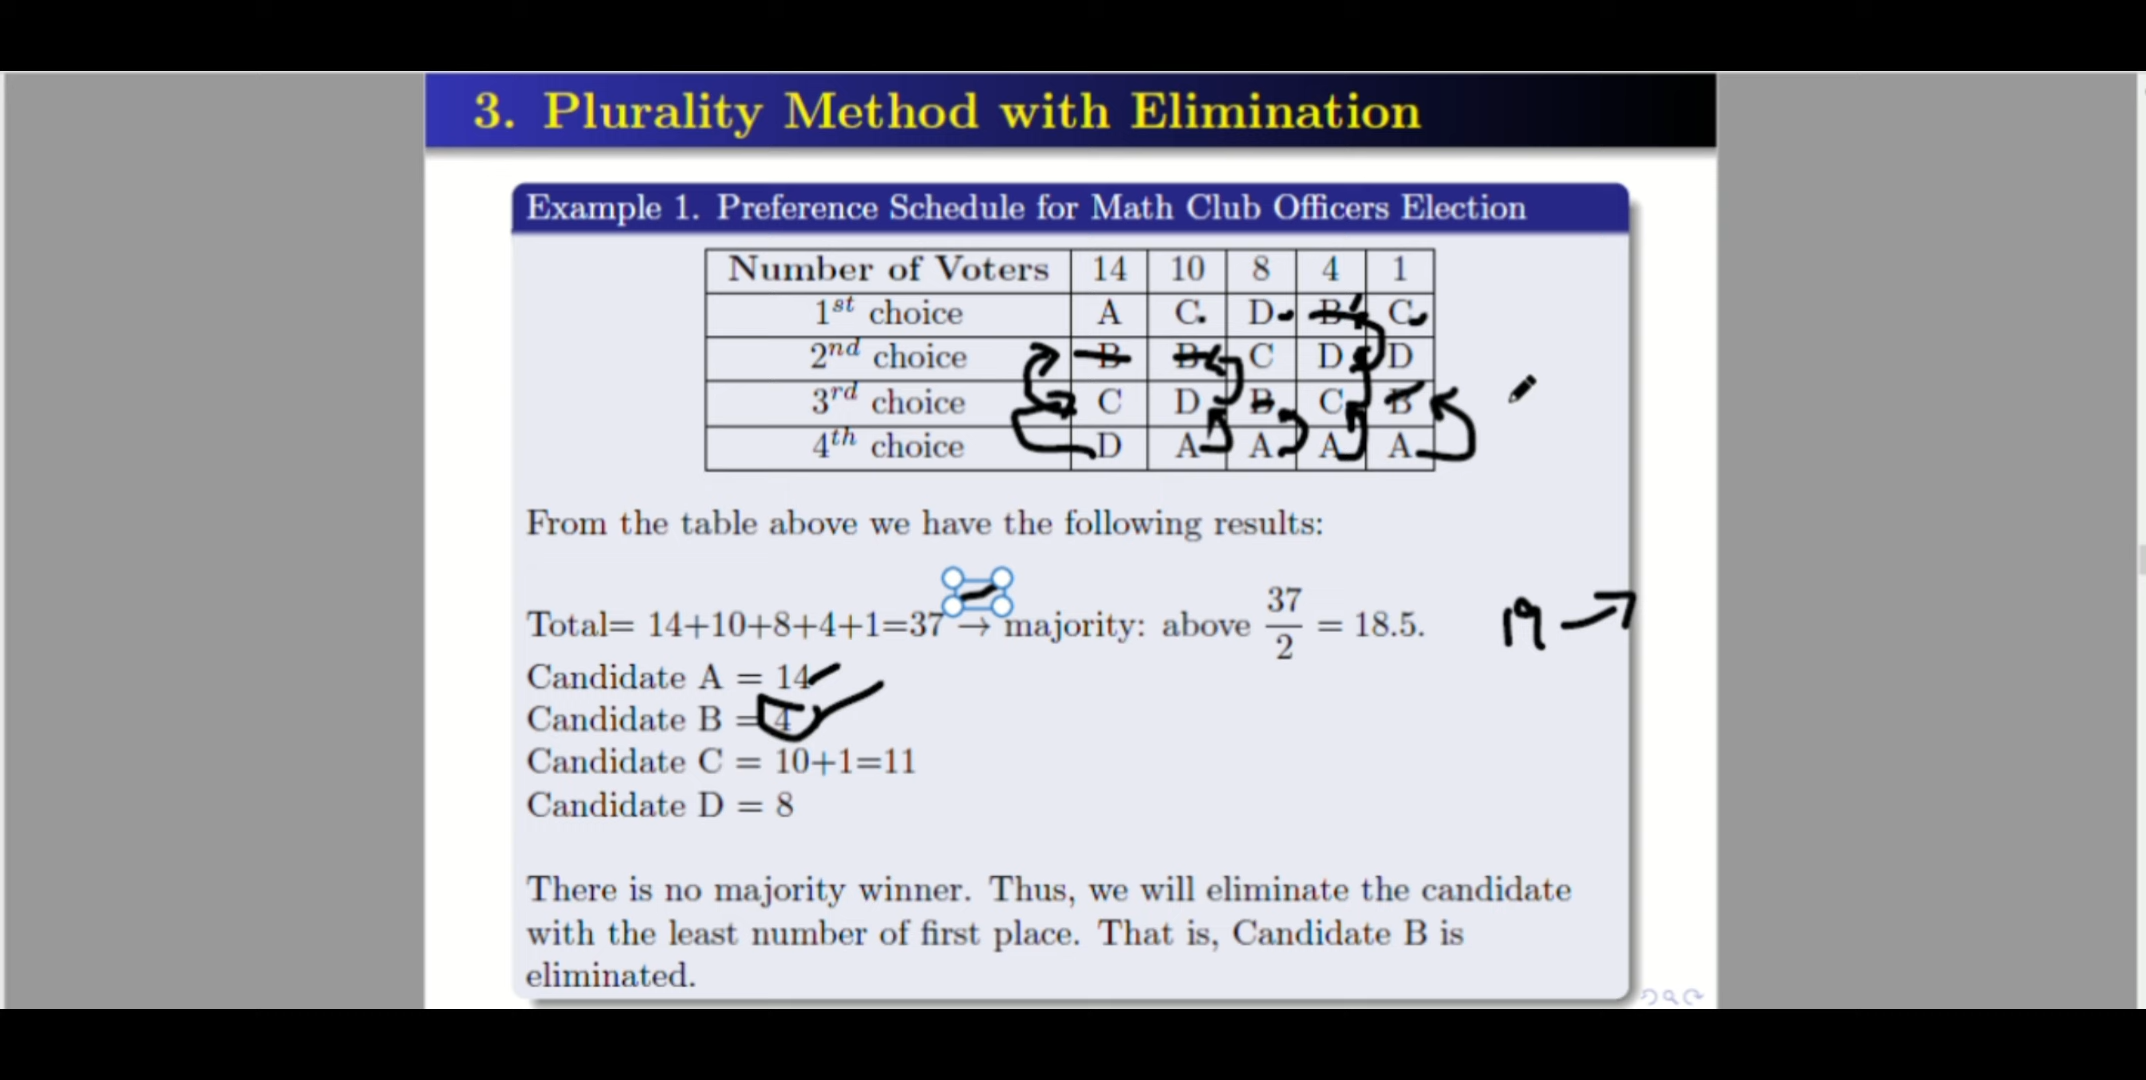 3. Plurality Method with Elimination
Example 1. Preference Schedule for Math Club Officers Election
Number of Voters 14 10 8 4 1
1st choice A C D B C
2nd choice B B C D D
3rd choice C D B C B
4th choice D A A A A
From the table above we have the following results:
Total= 14+10+8+4+1=37 → majority: above 37/2 = 18.5. 19 →
Candidate A = 14
Candidate B = 4
Candidate C = 10+1=11
Candidate D = 8
There is no majority winner. Thus, we will eliminate the candidate
with the least number of first place. That is, Candidate B is
eliminated.